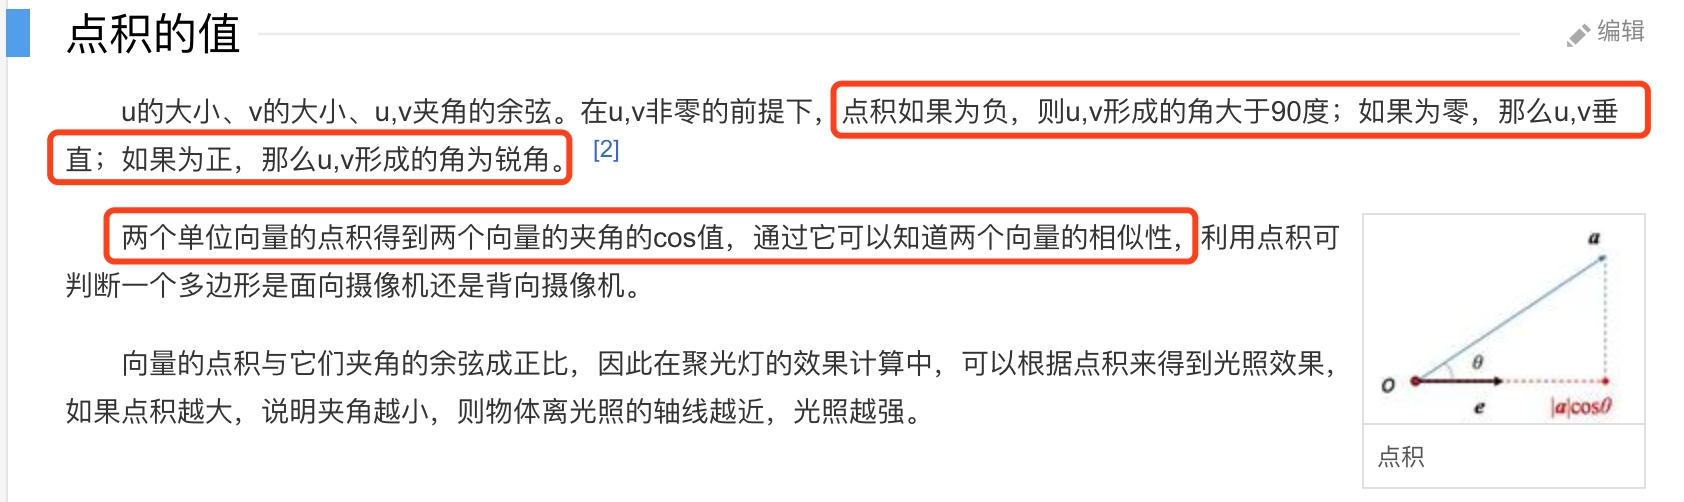 点积的值
编辑
u的大小、v的大小、u,v夹角的余弦。在u,v非零的前提下，点积如果为负，则u,v形成的角大于90度；如果为零，那么u,v垂
直；如果为正，那么u,v形成的角为锐角。 [2]
两个单位向量的点积得到两个向量的夹角的cos值，通过它可以知道两个向量的相似性，利用点积可
判断一个多边形是面向摄像机还是背向摄像机。
向量的点积与它们夹角的余弦成正比，因此在聚光灯的效果计算中，可以根据点积来得到光照效果，
如果点积越大，说明夹角越小，则物体离光照的轴线越近，光照越强。
a
θ
O
e
|a|cosθ
点积